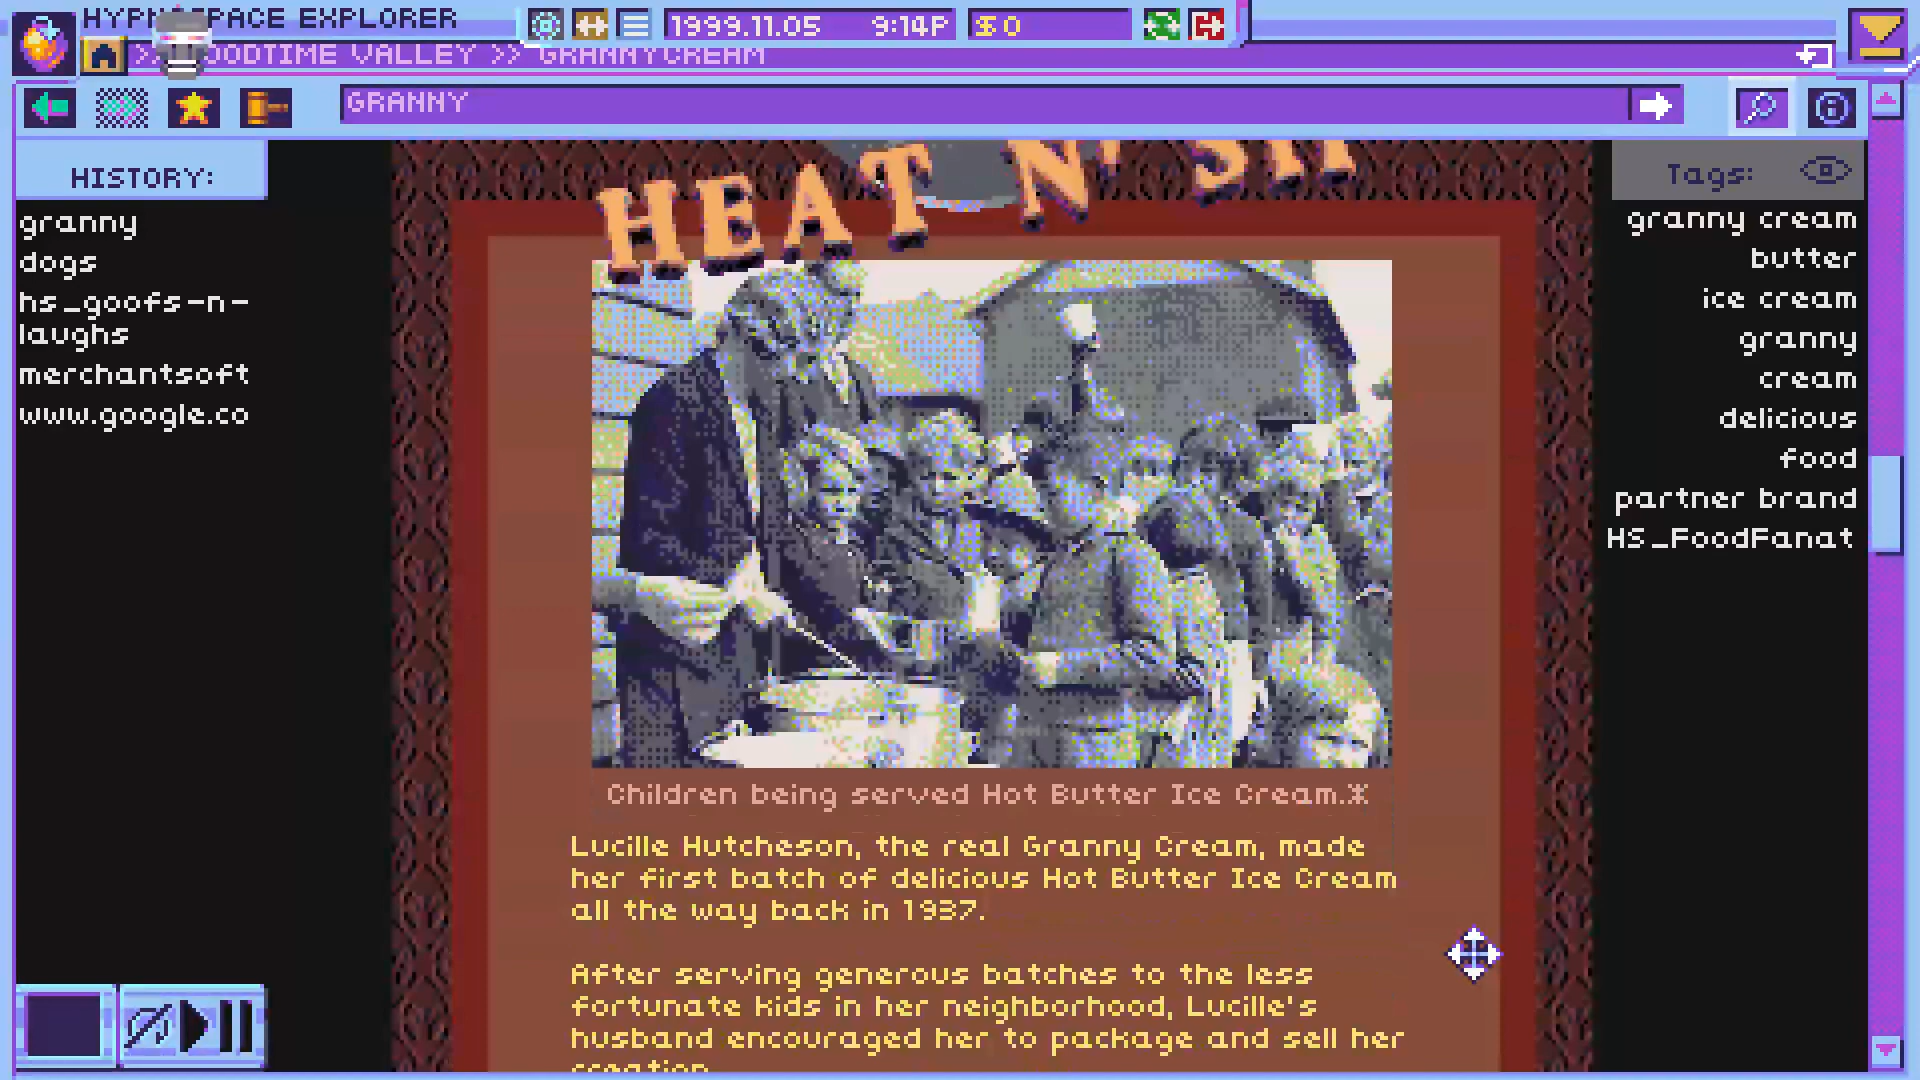 HYPNOSPACE EXPLORER
1999.11.05 9:14P 0
>> GOODTIME VALLEY >> GRANNYCREAM
GRANNY
HISTORY:
granny
dogs
hs_goofs-n-
laughs
merchantsoft
www.google.co
HEAT N' SIP
Children being served Hot Butter Ice Cream.*
Lucille Hutcheson, the real Granny Cream, made
her first batch of delicious Hot Butter Ice Cream
all the way back in 1937.
After serving generous batches to the less
fortunate kids in her neighborhood, Lucille's
husband encouraged her to package and sell her
creation
Tags:
granny cream
butter
ice cream
granny
cream
delicious
food
partner brand
HS_FoodFanat